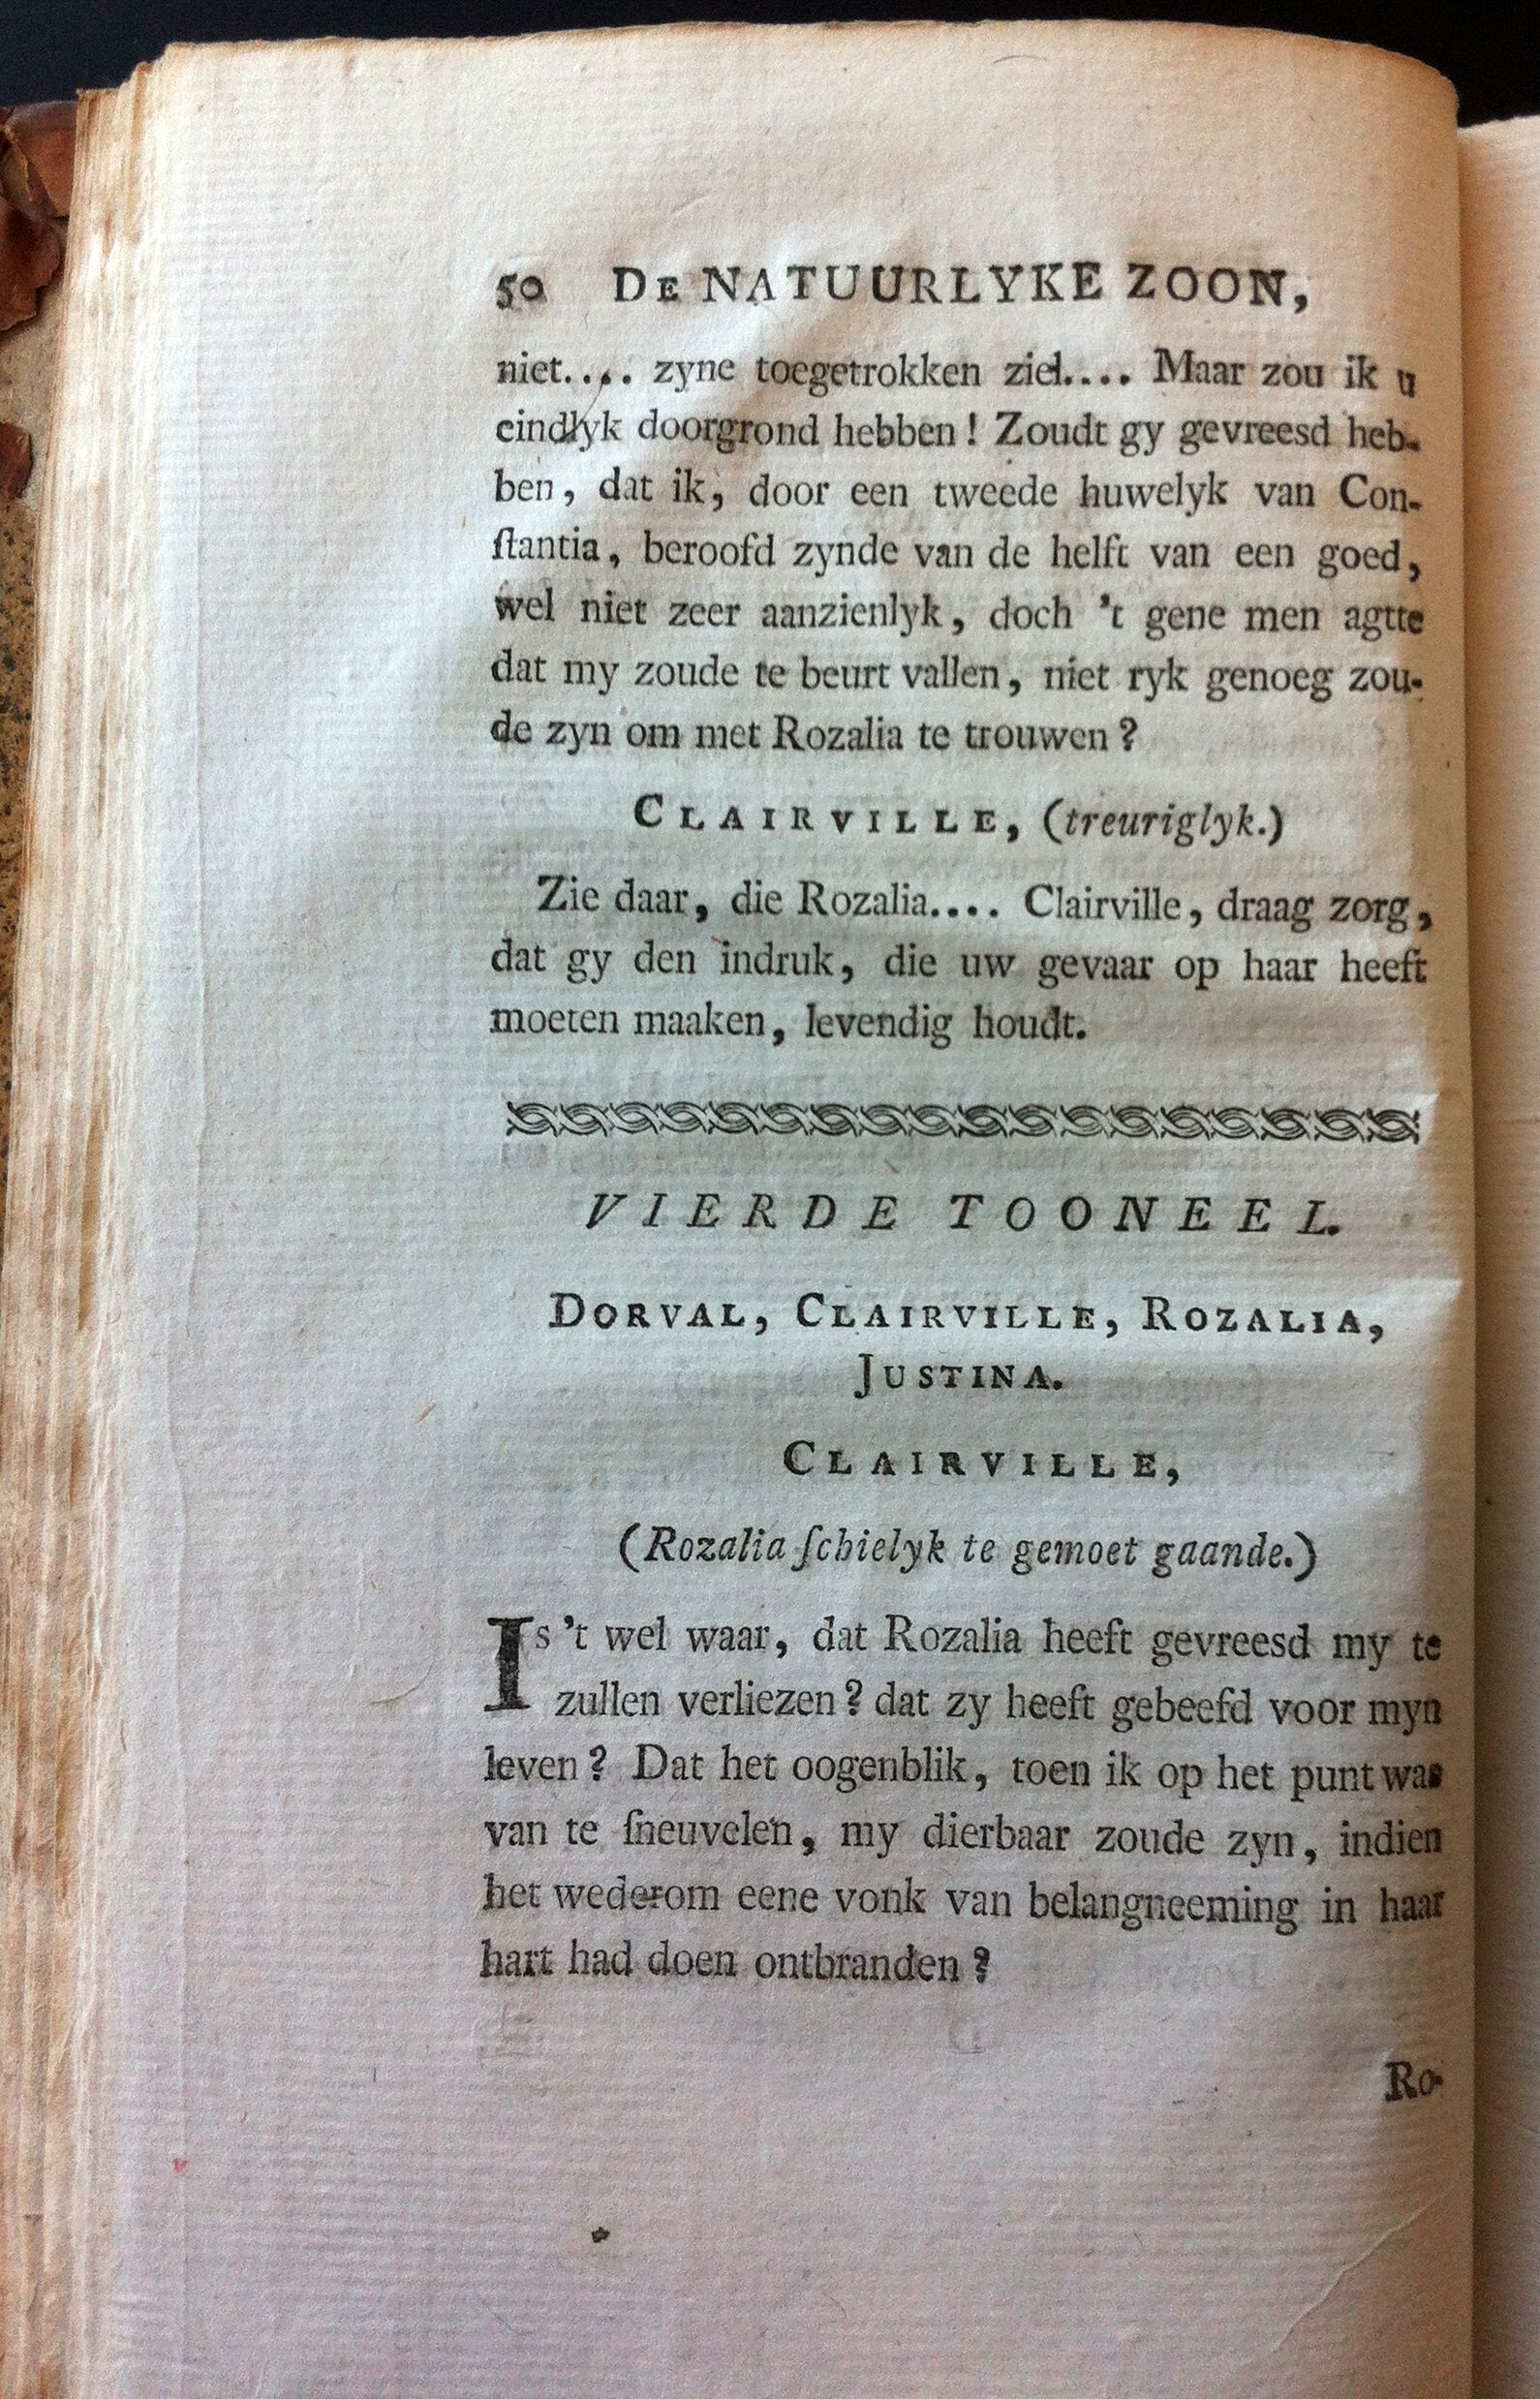 50 DE NATUURLYKE ZOON,
niet.... zyne toegetrokken ziel.... Maar zou ik u
eindlyk doorgrond hebben! Zoudt gy gevreesd heb-
ben, dat ik, door een tweede huwelyk van Con-
ſtantia, beroofd zynde van de helft van een goed,
wel niet zeer aanzienlyk, doch 't gene men agtte
dat my zoude te beurt vallen, niet ryk genoeg zou-
de zyn om met Rozalia te trouwen?
CLAIRVILLE, (treuriglyk.)
Zie daar, die Rozalia.... Clairville, draag zorg,
dat gy den indruk, die uw gevaar op haar heeft
moeten maaken, levendig houdt.
VIERDE TOONEEL.
DORVAL, CLAIRVILLE, ROZALIA,
JUSTINA.
CLAIRVILLE,
(Rozalia ſchielyk te gemoet gaande.)
Is 't wel waar, dat Rozalia heeft gevreesd my te
zullen verliezen? dat zy heeft gebeefd voor myn
leven? Dat het oogenblik, toen ik op het punt was
van te ſneuvelen, my dierbaar zoude zyn, indien
het wederom eene vonk van belangneeming in haar
hart had doen ontbranden?
Ro-